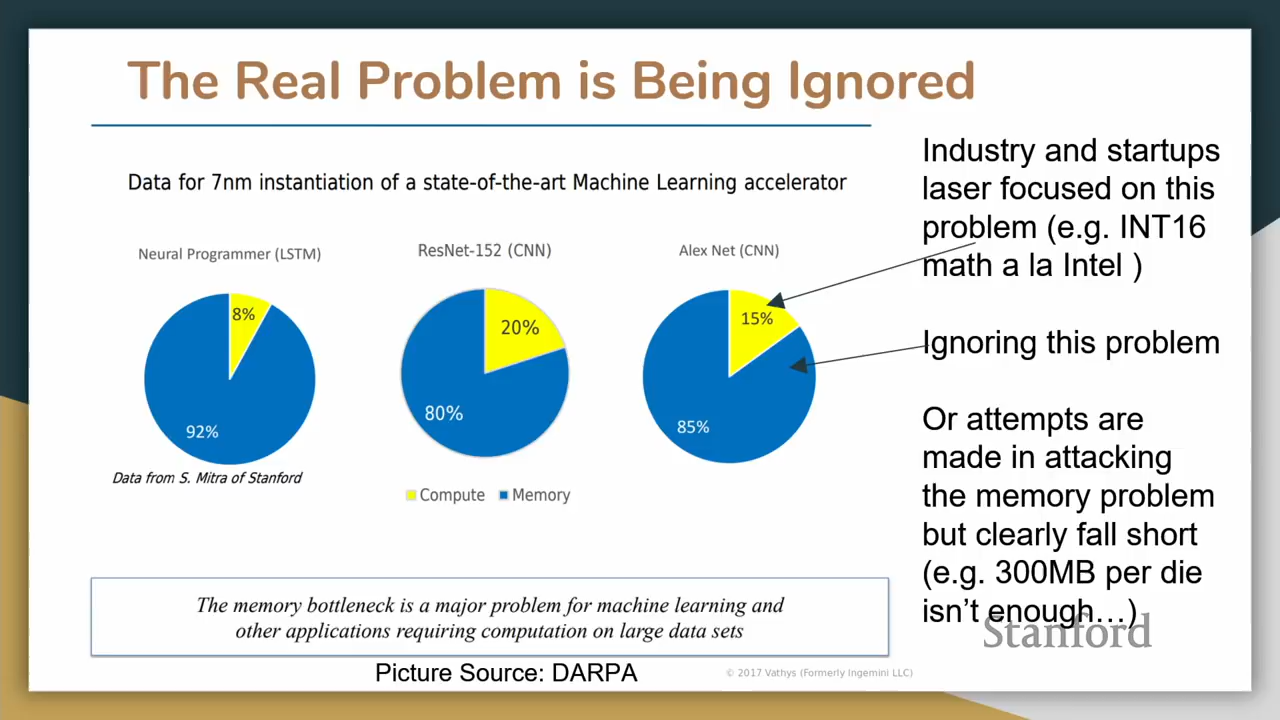 The Real Problem is Being Ignored
Data for 7nm instantiation of a state-of-the-art Machine Learning accelerator
Neural Programmer (LSTM)
8%
92%
Data from S. Mitra of Stanford
ResNet-152 (CNN)
20%
80%
Alex Net (CNN)
15%
85%
Compute
Memory
Industry and startups
laser focused on this
problem (e.g. INT16
math a la Intel )
Ignoring this problem
Or attempts are
made in attacking
the memory problem
but clearly fall short
(e.g. 300MB per die
isn’t enough…)
Stanford
The memory bottleneck is a major problem for machine learning and
other applications requiring computation on large data sets
Picture Source: DARPA
© 2017 Vathys (Formerly Ingemini LLC)